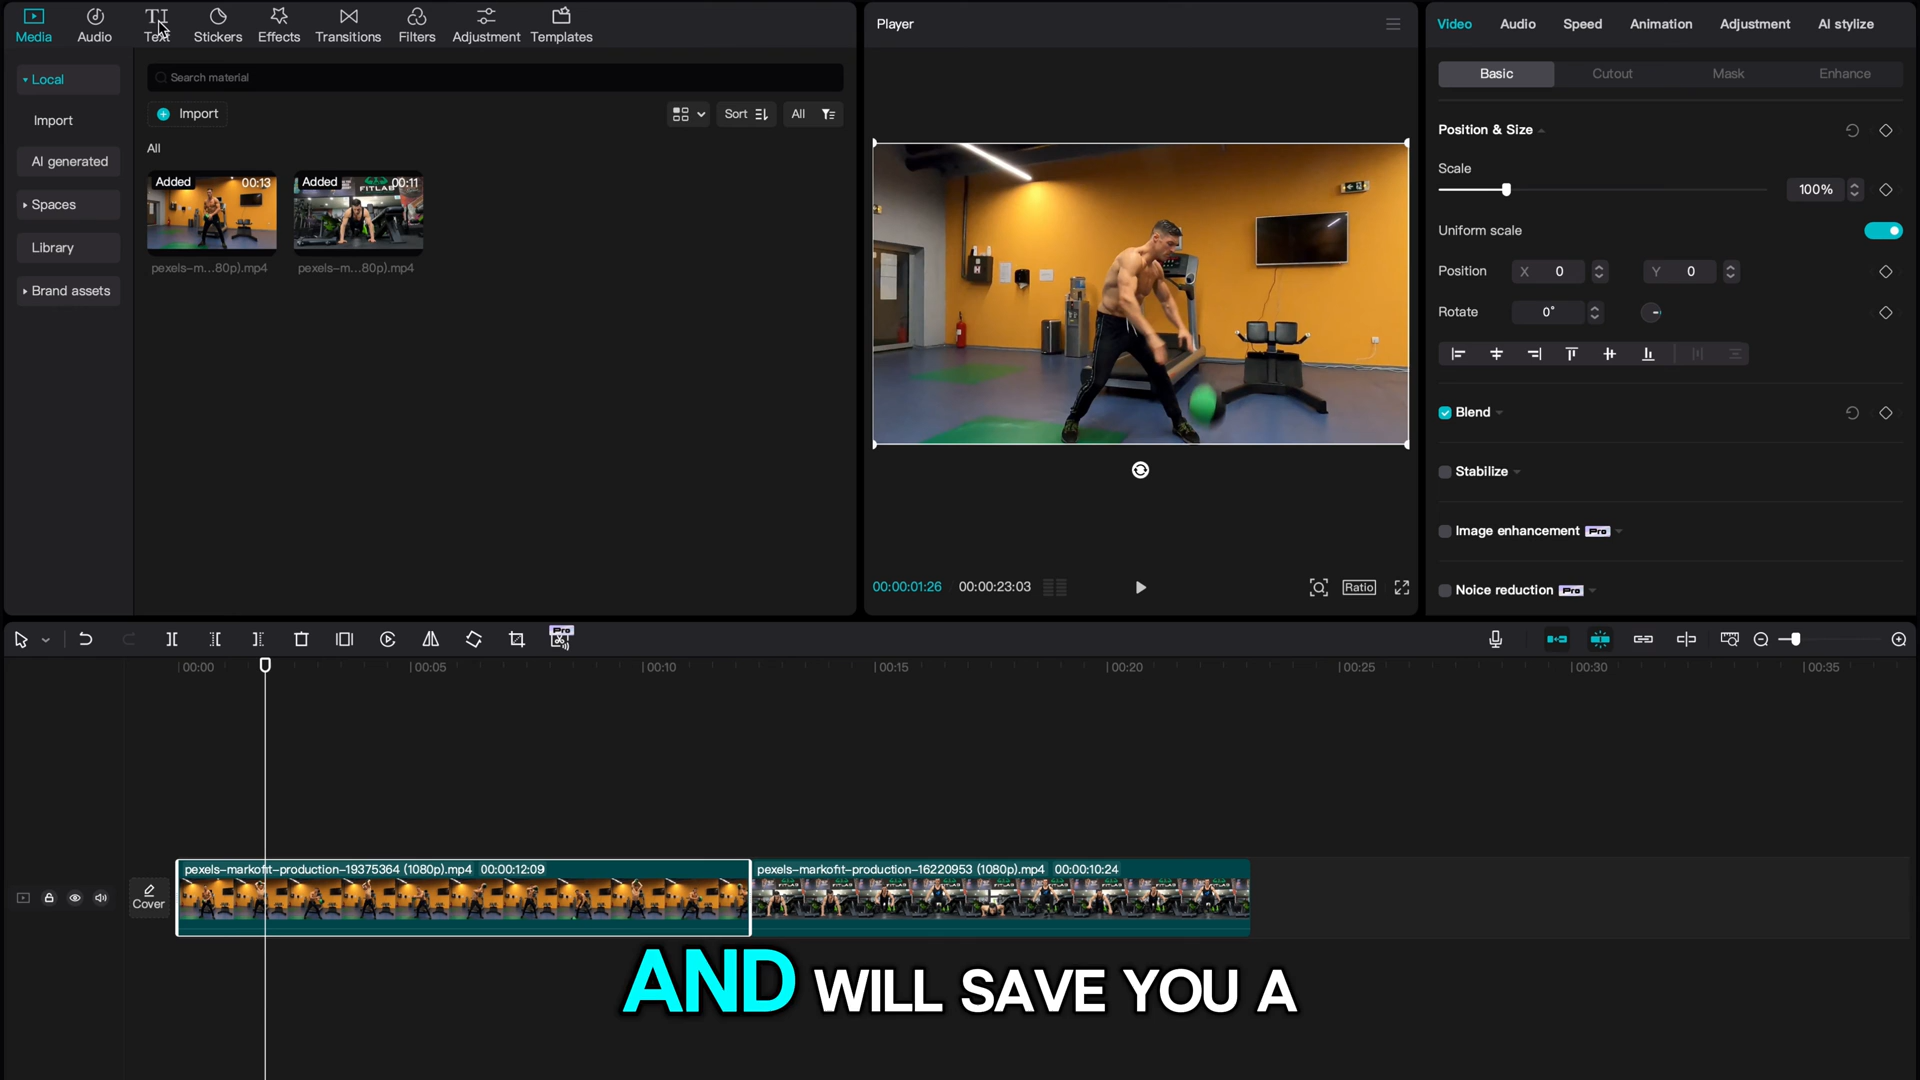 Media
Audio
Text
Stickers
Effects
Transitions
Filters
Adjustment
Templates
Local
Import
AI generated
Spaces
Library
Brand assets
Search material
Import
Sort
All
All
Added
00:13
pexels-m...80p).mp4
Added
FITLAB
00:11
pexels-m...80p).mp4
Player
00:00:01:26
00:00:23:03
Ratio
Video
Audio
Speed
Animation
Adjustment
AI stylize
Basic
Cutout
Mask
Enhance
Position & Size
Scale
100%
Uniform scale
Position
X 0
Y 0
Rotate
0°
Blend
Stabilize
Image enhancement Pro
Noice reduction Pro
Pro
00:00
00:05
00:10
00:15
00:20
00:25
00:30
00:35
Cover
pexels-markofit-production-19375364 (1080p).mp4 00:00:12:09
pexels-markofit-production-16220953 (1080p).mp4 00:00:10:24
AND WILL SAVE YOU A